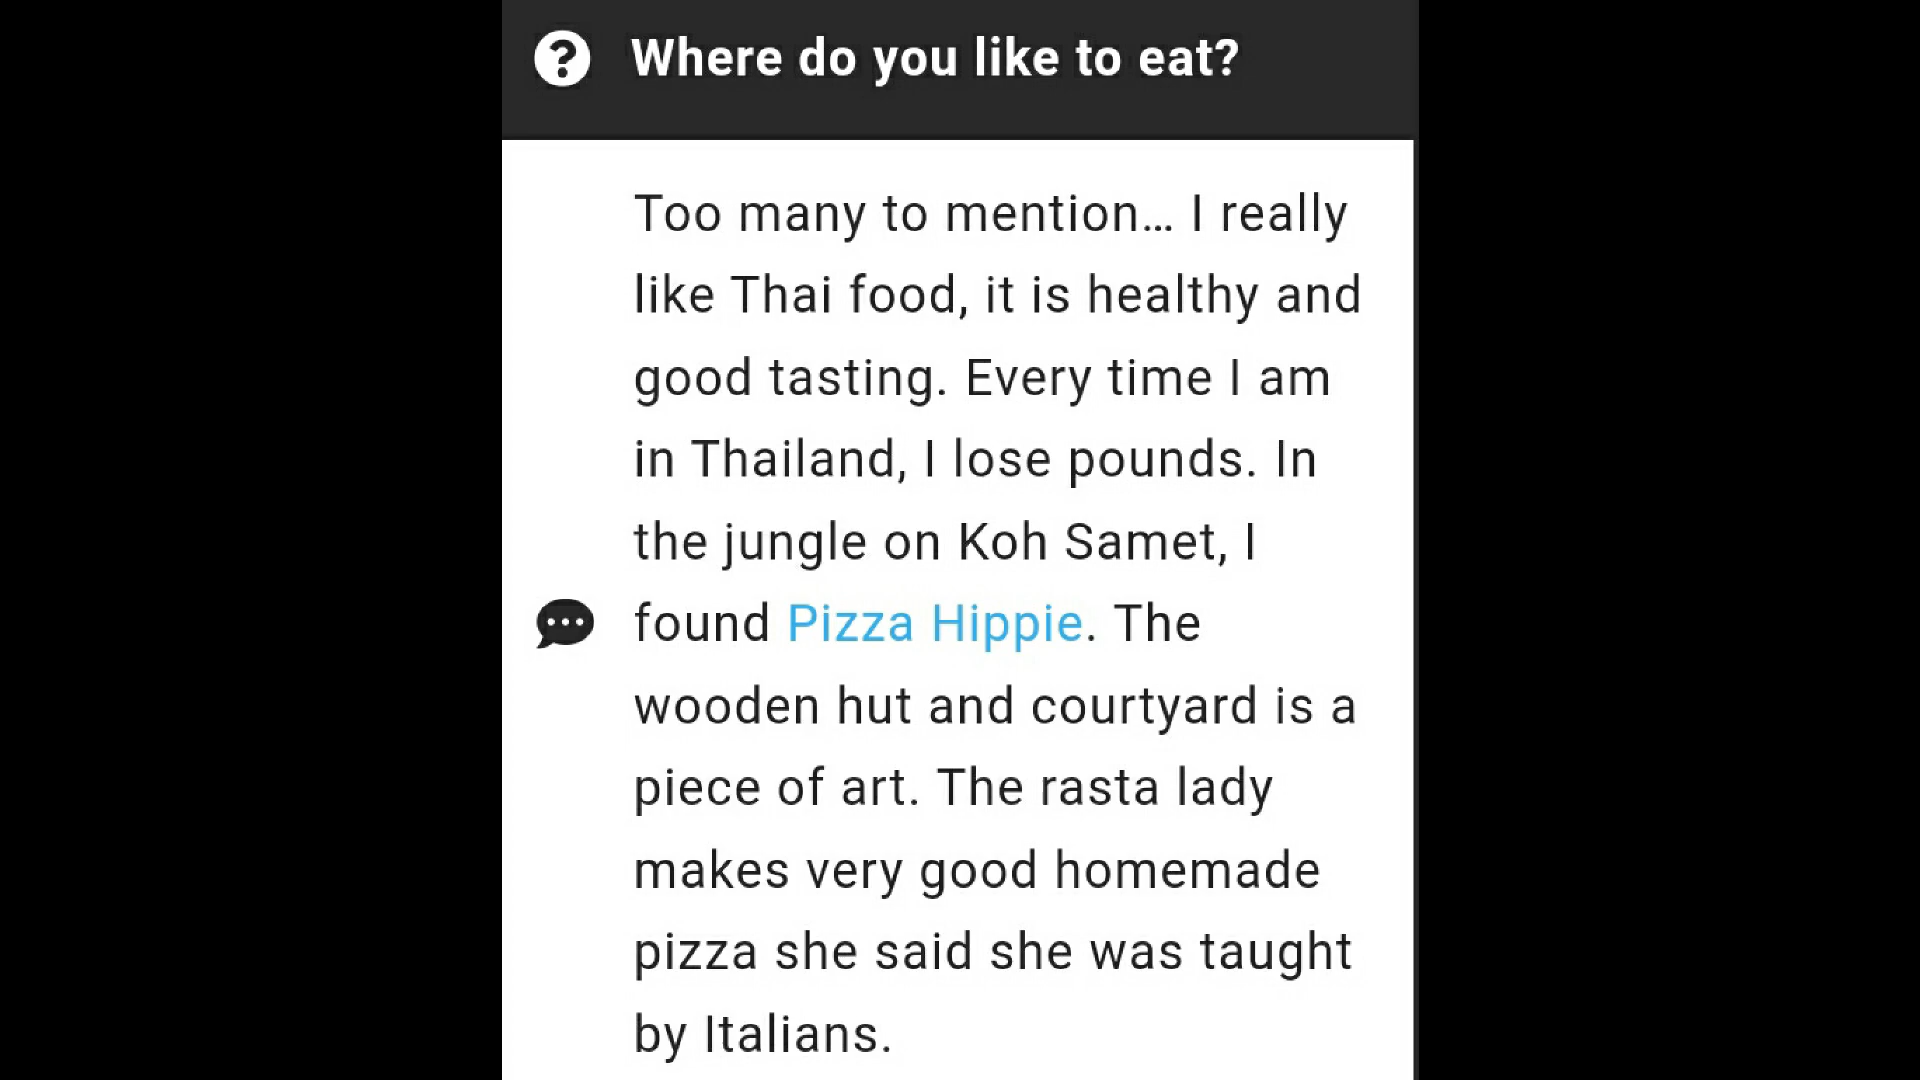 Where do you like to eat?
Too many to mention… I really
like Thai food, it is healthy and
good tasting. Every time I am
in Thailand, I lose pounds. In
the jungle on Koh Samet, I
found Pizza Hippie. The
wooden hut and courtyard is a
piece of art. The rasta lady
makes very good homemade
pizza she said she was taught
by Italians.